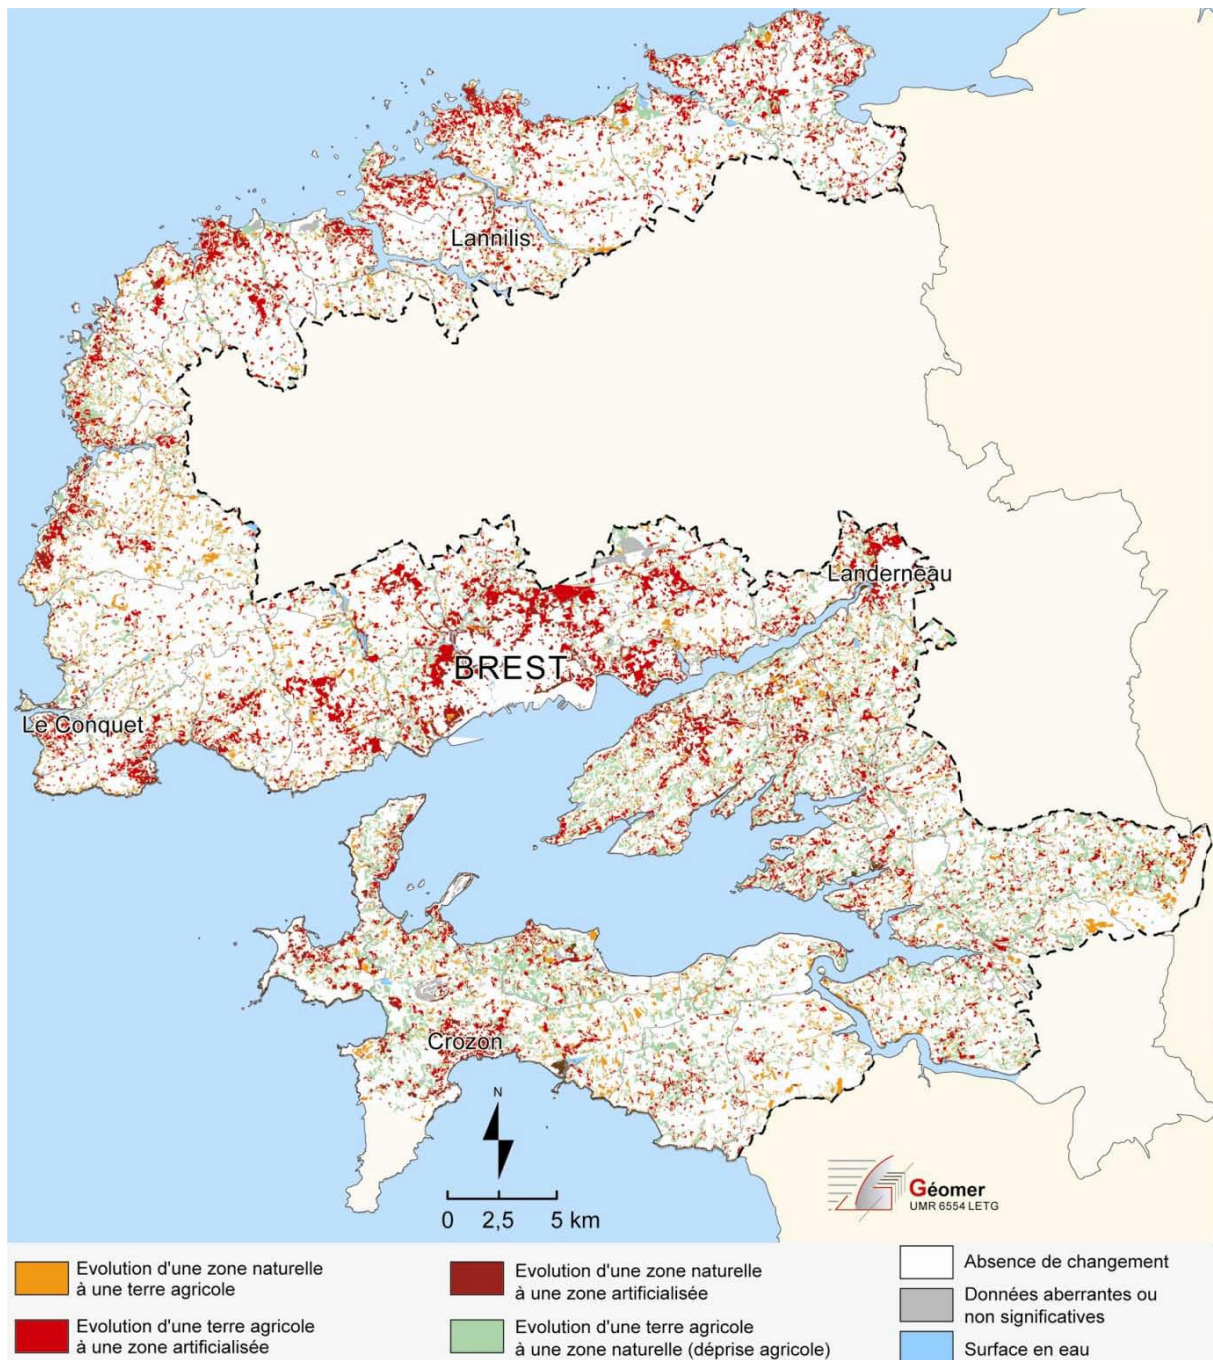 Lannilis
Landerneau
BREST
Le Conquet
Crozon
N
0 2,5 5 km
Géomer
UMR 6554 LETG
Evolution d'une zone naturelle
à une terre agricole
Evolution d'une terre agricole
à une zone artificialisée
Evolution d'une zone naturelle
à une zone artificialisée
Evolution d'une terre agricole
à une zone naturelle (déprise agricole)
Absence de changement
Données aberrantes ou
non significatives
Surface en eau